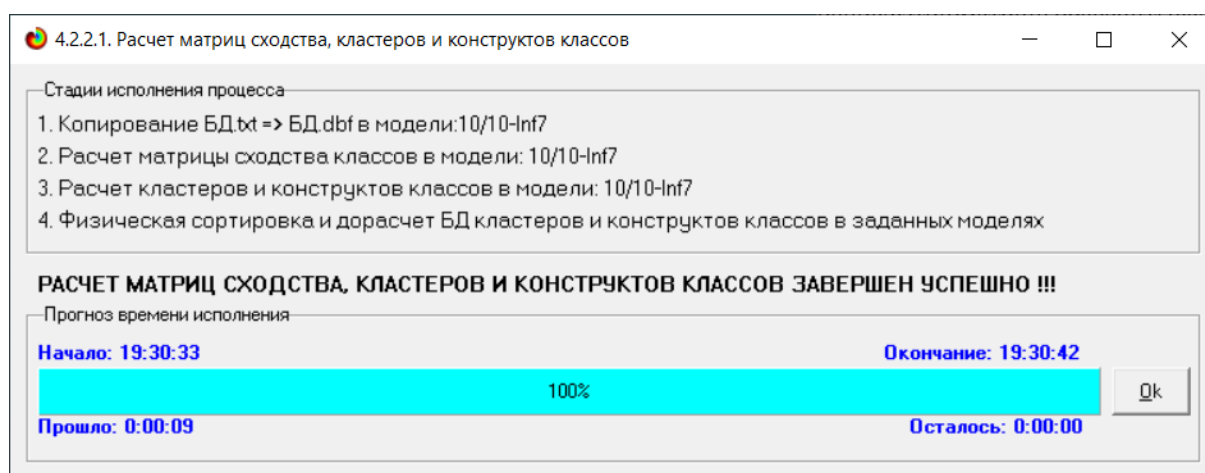 4.2.2.1. Расчет матриц сходства, кластеров и конструктов классов
Стадии исполнения процесса
1. Копирование БД.txt => БД.dbf в модели:10/10-Inf7
2. Расчет матрицы сходства классов в модели: 10/10-Inf7
3. Расчет кластеров и конструктов классов в модели: 10/10-Inf7
4. Физическая сортировка и дорасчет БД кластеров и конструктов классов в заданных моделях
РАСЧЕТ МАТРИЦ СХОДСТВА, КЛАСТЕРОВ И КОНСТРУКТОВ КЛАССОВ ЗАВЕРШЕН УСПЕШНО !!!
Прогноз времени исполнения
Начало: 19:30:33 Окончание: 19:30:42
100% Ok
Прошло: 0:00:09 Осталось: 0:00:00